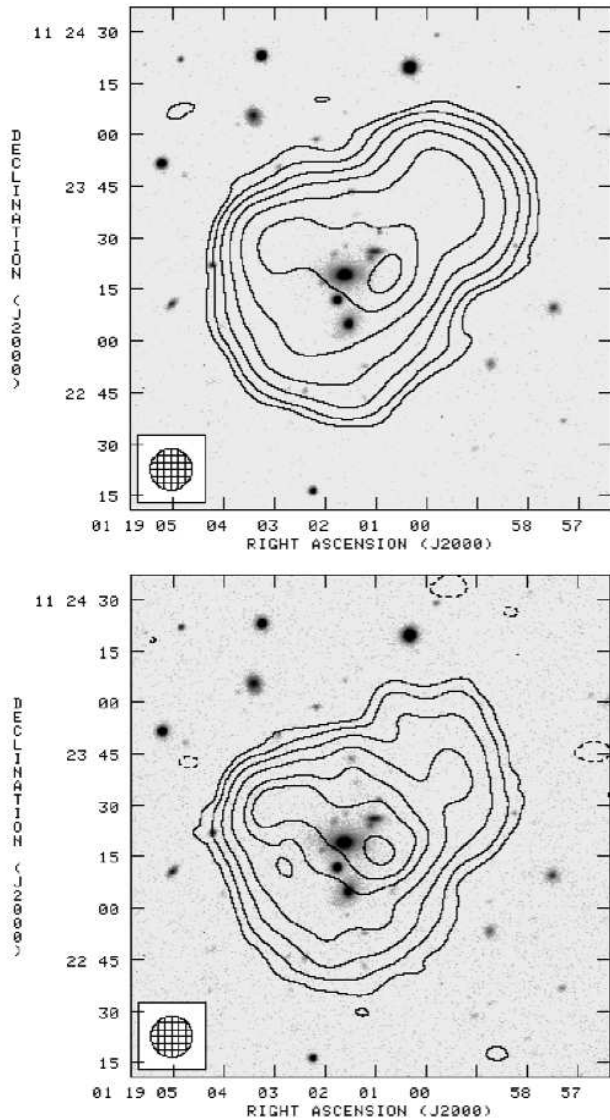 11 24 30
15
00
23 45
30
15
00
22 45
30
15
DECLINATION (J2000)
01 19 05 04 03 02 01 00 58 57
RIGHT ASCENSION (J2000)
11 24 30
15
00
23 45
30
15
00
22 45
30
15
DECLINATION (J2000)
01 19 05 04 03 02 01 00 58 57
RIGHT ASCENSION (J2000)